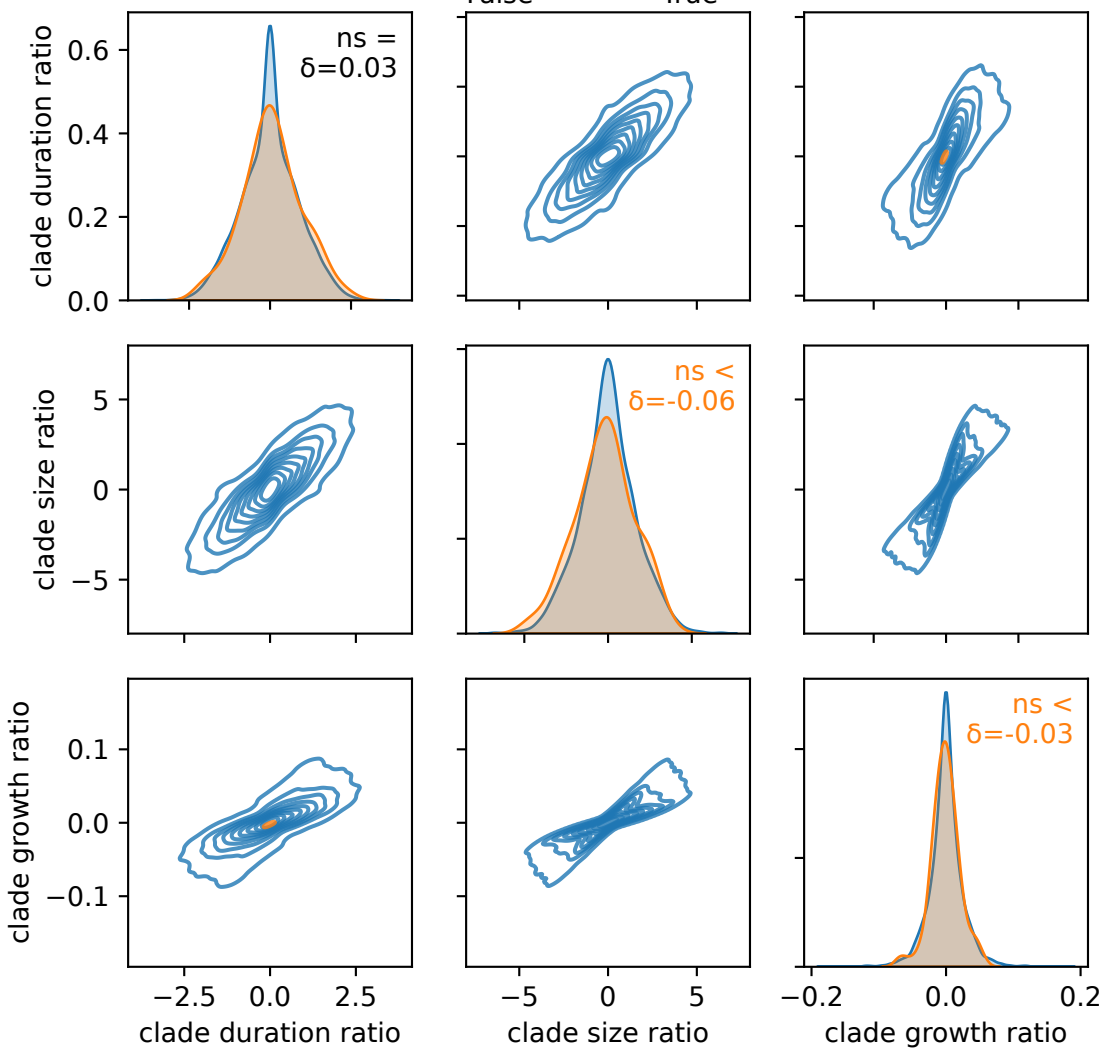 clade duration ratio
0.6
0.4
0.2
0.0
ns =
δ=0.03
clade size ratio
5
0
−5
ns <
δ=-0.06
clade growth ratio
0.1
0.0
−0.1
ns <
δ=-0.03
−2.5
0.0
2.5
clade duration ratio
−5
0
5
clade size ratio
−0.2
0.0
0.2
clade growth ratio